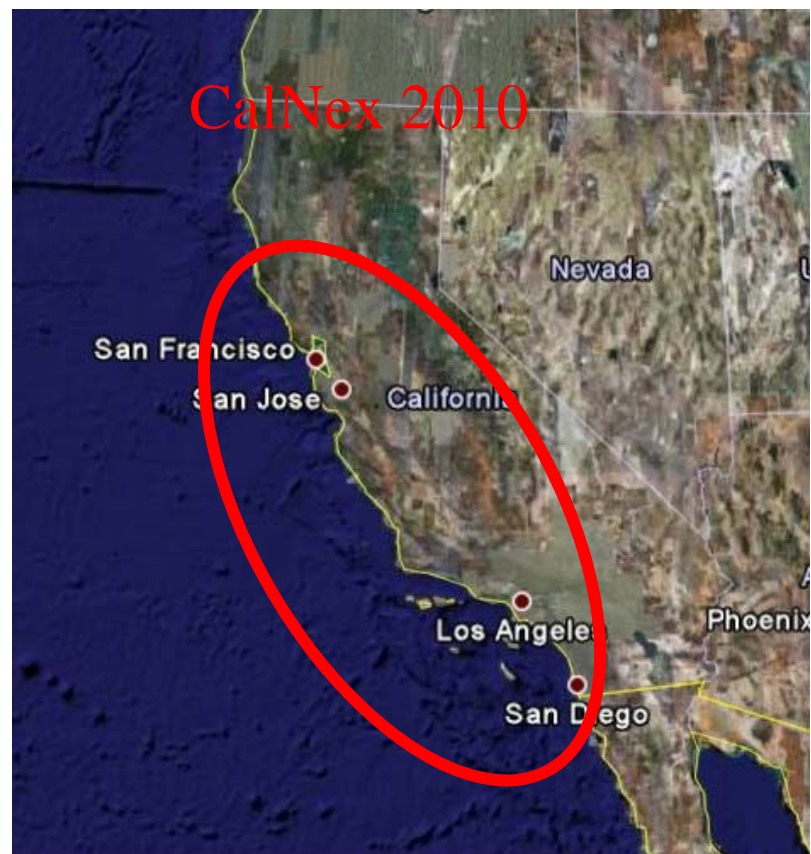 CalNex 2010
Nevada
San Francisco
San Jose
California
Los Angeles
Phoenix
San Diego